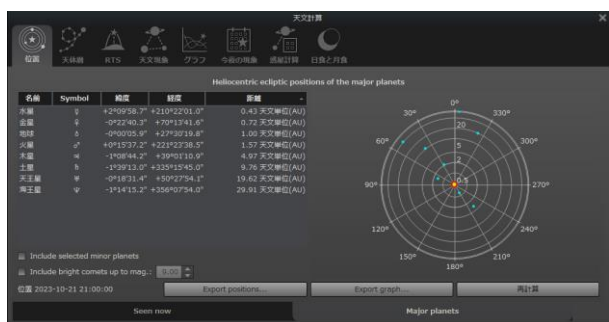 天文計算
位置 天体暦 RTS 天文現象 グラフ 今夜の現象 惑星計算 日食と月食
Heliocentric ecliptic positions of the major planets
名前 Symbol 緯度 経度 距離
水星 ☿ +2°09'58.7" +210°22'01.0" 0.43 天文単位(AU)
金星 ♀ -0°22'40.3" +70°13'41.6" 0.72 天文単位(AU)
地球 ♁ -0°00'05.9" +27°30'19.8" 1.00 天文単位(AU)
火星 ♂ +0°15'37.2" +221°23'38.5" 1.57 天文単位(AU)
木星 ♃ -1°08'44.2" +39°01'10.9" 4.97 天文単位(AU)
土星 ♄ -1°39'13.0" +335°15'45.0" 9.76 天文単位(AU)
天王星 ♅ -0°18'31.4" +50°27'54.1" 19.62 天文単位(AU)
海王星 ♆ -1°14'15.2" +356°07'54.0" 29.91 天文単位(AU)
0°
30° 330°
20
60° 5 300°
2
90° 0.5 270°
120° 240°
150° 210°
180°
Include selected minor planets
Include bright comets up to mag.: 9.00
位置 2023-10-21 21:00:00 Export positions... Export graph... 再計算
Seen now Major planets